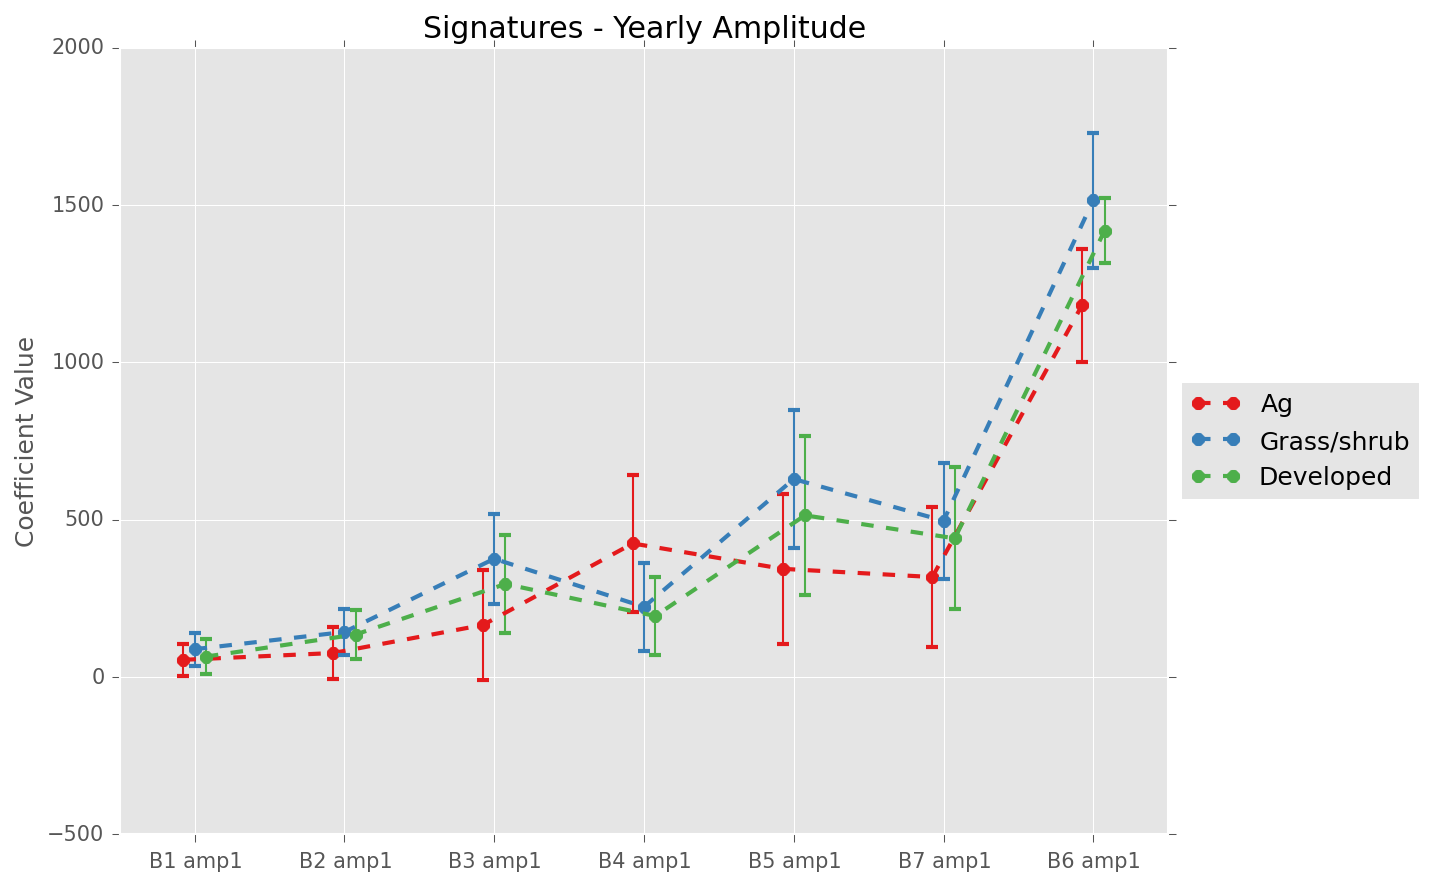 Signatures - Yearly Amplitude
2000
1500
1000
500
0
−500
Coefficient Value
B1 amp1 B2 amp1 B3 amp1 B4 amp1 B5 amp1 B7 amp1 B6 amp1
Ag
Grass/shrub
Developed